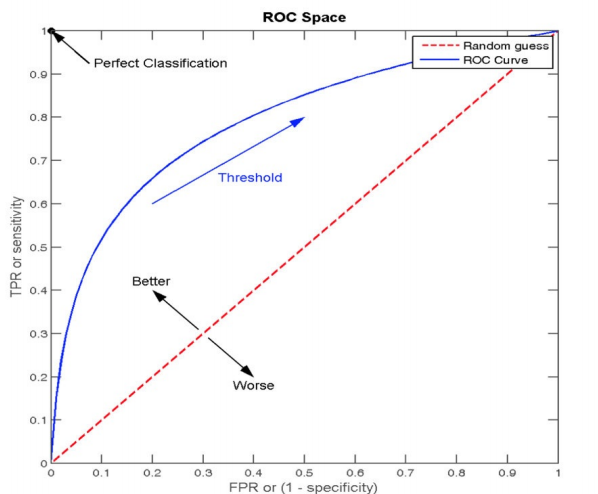 ROC Space
1
Perfect Classification
Random guess
ROC Curve
0.9
0.8
0.7
Threshold
0.6
TPR or sensitivity
0.5
0.4
Better
0.3
0.2
Worse
0.1
0
0 0.1 0.2 0.3 0.4 0.5 0.6 0.7 0.8 0.9 1
FPR or (1 - specificity)